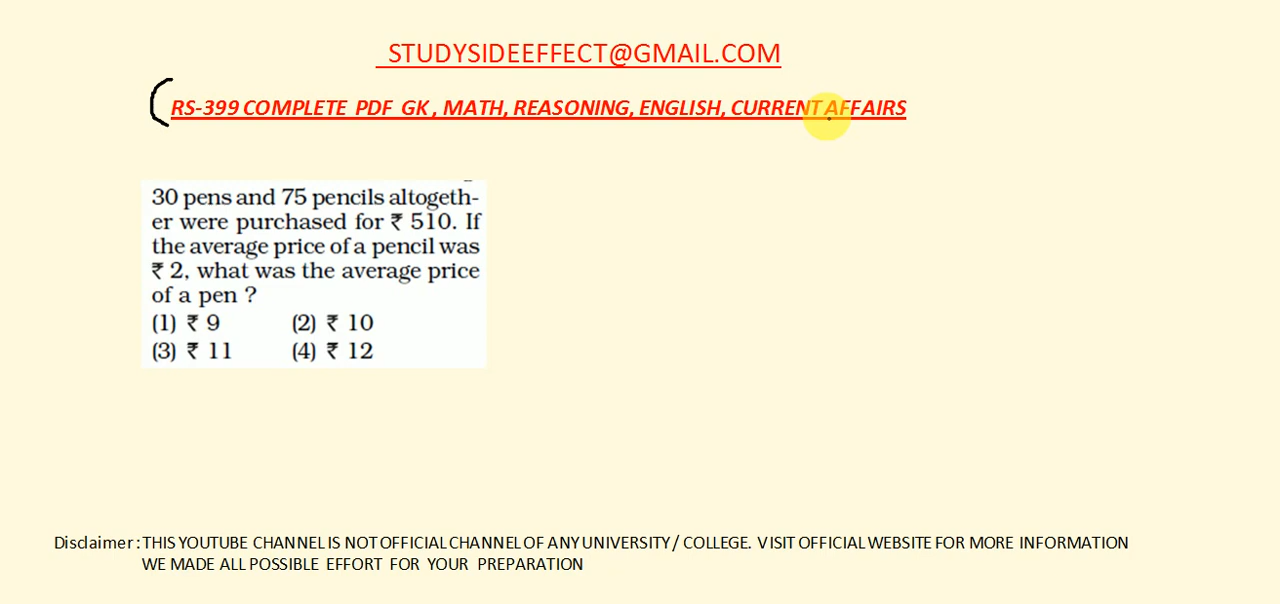 STUDYSIDEEFFECT@GMAIL.COM
RS-399 COMPLETE PDF GK , MATH, REASONING, ENGLISH, CURRENT AFFAIRS
30 pens and 75 pencils altogeth-
er were purchased for ₹ 510. If
the average price of a pencil was
₹ 2, what was the average price
of a pen ?
(1) ₹ 9 (2) ₹ 10
(3) ₹ 11 (4) ₹ 12
Disclaimer : THIS YOUTUBE CHANNEL IS NOT OFFICIAL CHANNEL OF ANY UNIVERSITY / COLLEGE. VISIT OFFICIAL WEBSITE FOR MORE INFORMATION
WE MADE ALL POSSIBLE EFFORT FOR YOUR PREPARATION